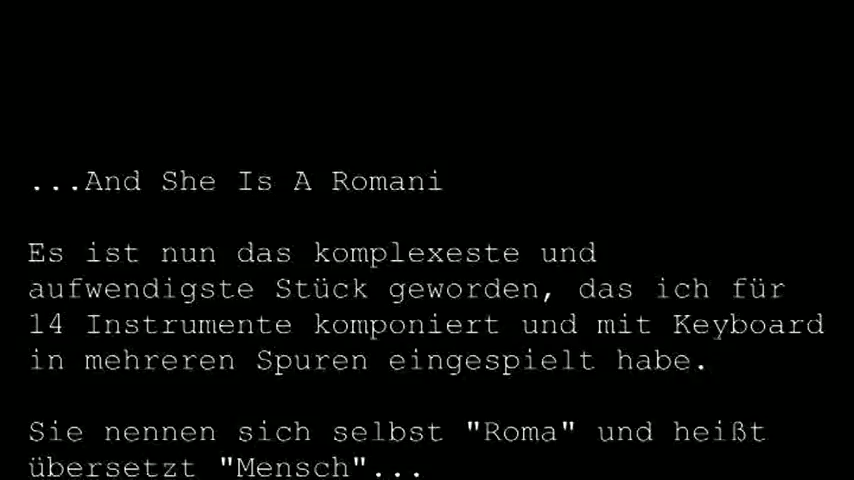 ...And She Is A Romani
Es ist nun das komplexeste und
aufwendigste Stück geworden, das ich für
14 Instrumente komponiert und mit Keyboard
in mehreren Spuren eingespielt habe.
Sie nennen sich selbst "Roma" und heißt
übersetzt "Mensch"...